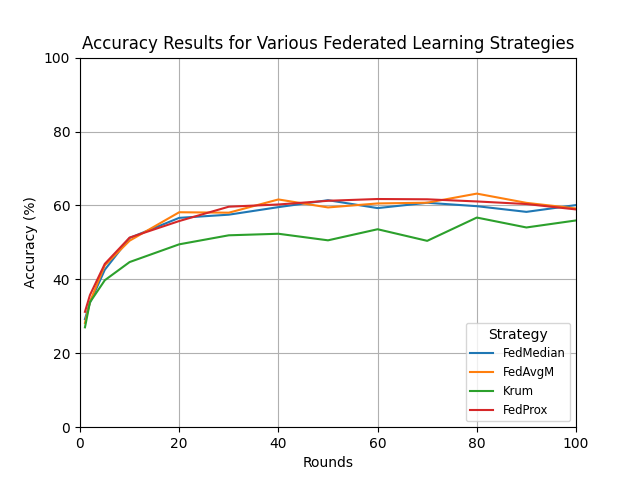 Accuracy Results for Various Federated Learning Strategies
100
80
60
40
20
0
Accuracy (%)
0 20 40 60 80 100
Rounds
Strategy
FedMedian
FedAvgM
Krum
FedProx